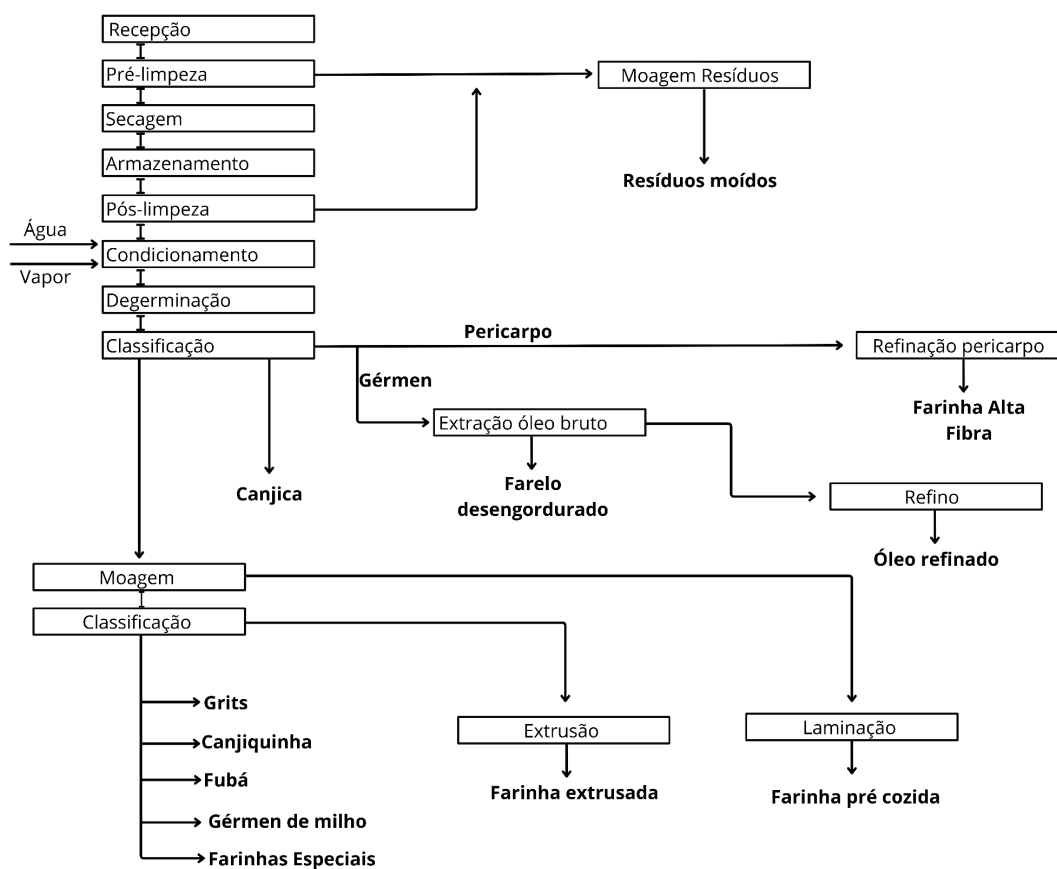 Recepção
Pré-limpeza
Moagem Resíduos
Secagem
Armazenamento
Resíduos moídos
Pós-limpeza
Água
Condicionamento
Vapor
Degerminação
Pericarpo
Classificação
Refinação pericarpo
Gérmen
Farinha Alta
Fibra
Extração óleo bruto
Canjica
Farelo
desengordurado
Refino
Óleo refinado
Moagem
Classificação
Grits
Canjiquinha
Fubá
Gérmen de milho
Farinhas Especiais
Extrusão
Farinha extrusada
Laminação
Farinha pré cozida